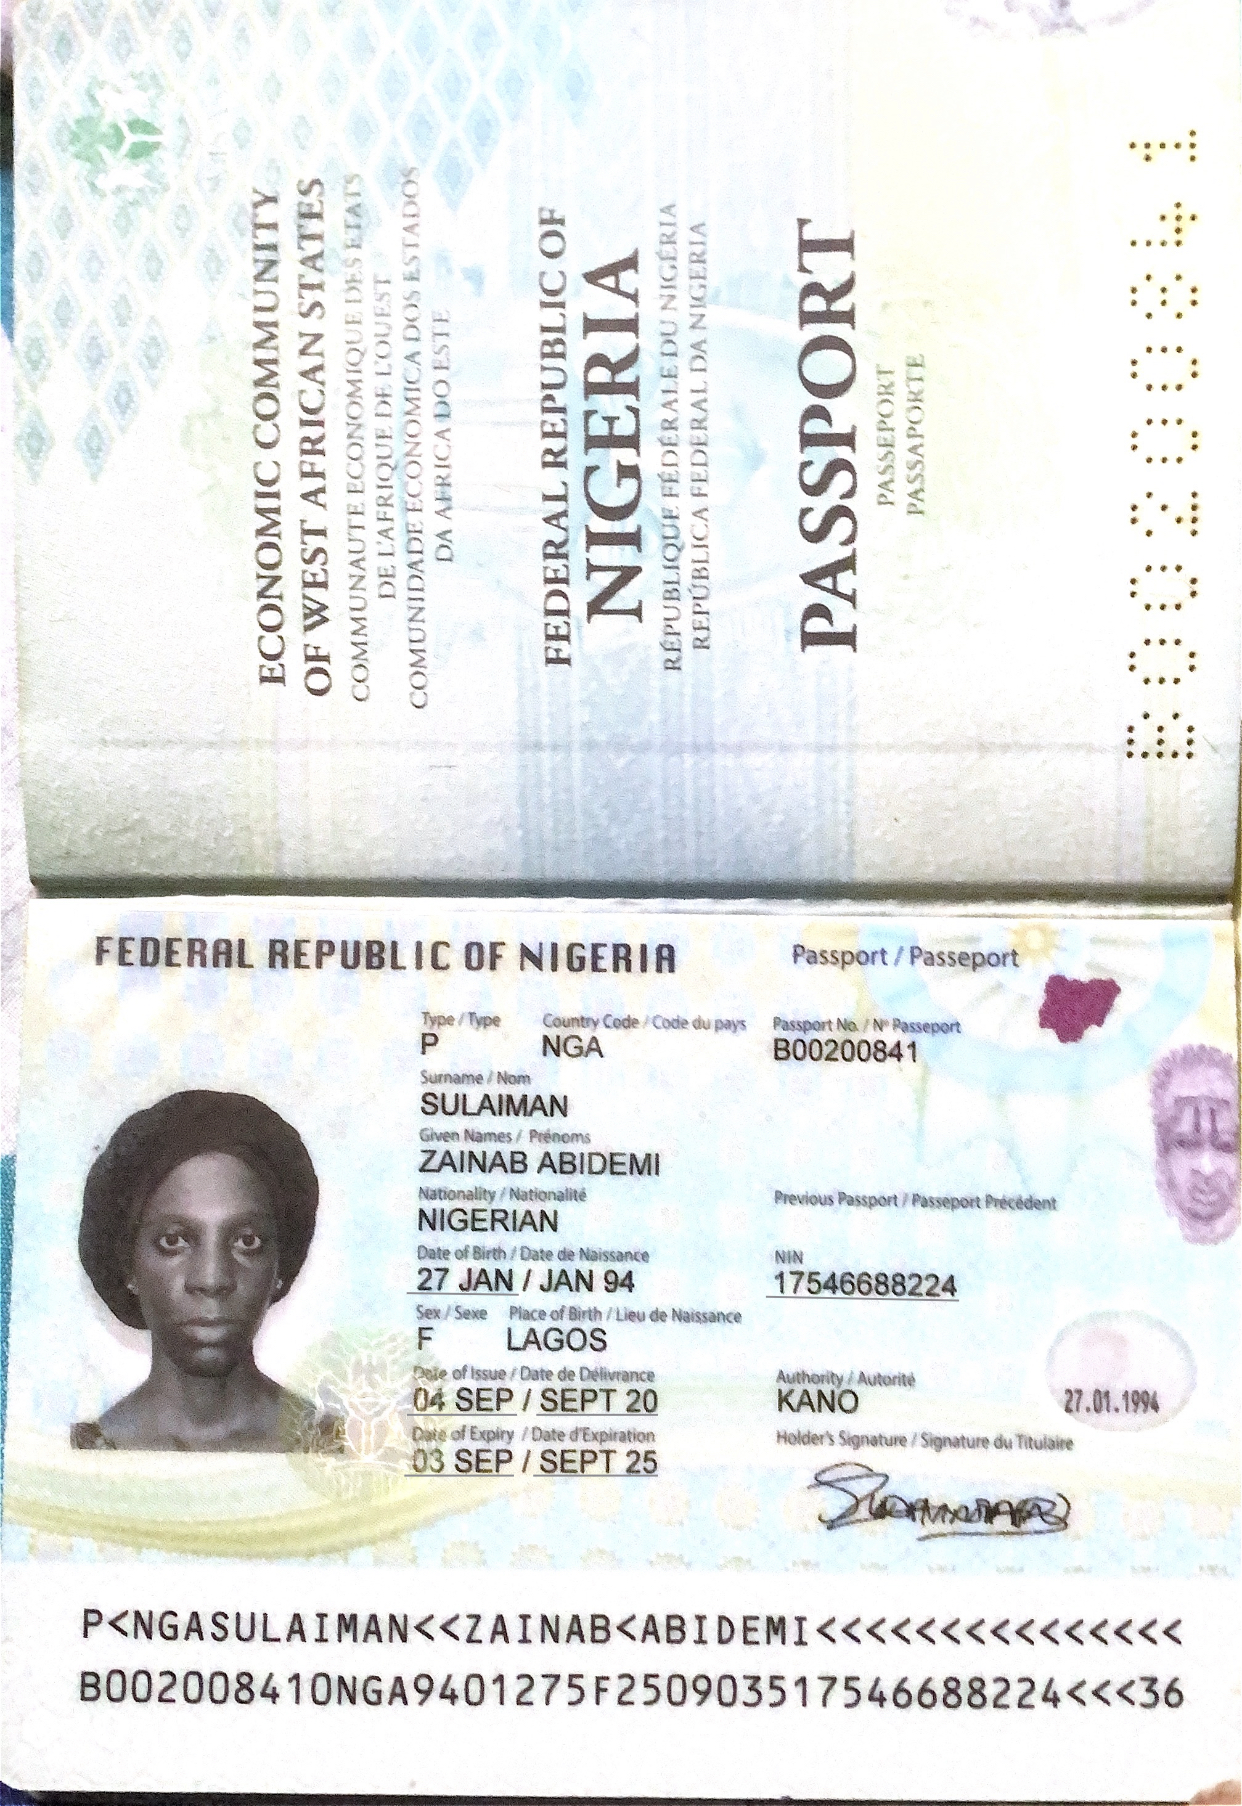 ECONOMIC COMMUNITY
OF WEST AFRICAN STATES
COMMUNAUTE ECONOMIQUE DES ETATS
DE L'AFRIQUE DE L'OUEST
COMUNIDADE ECONOMICA DOS ESTADOS
DA AFRICA DO ESTE
FEDERAL REPUBLIC OF
NIGERIA
RÉPUBLIQUE FÉDÉRALE DU NIGÉRIA
REPÚBLICA FEDERAL DA NIGERIA
PASSPORT
PASSEPORT
PASSAPORTE
FEDERAL REPUBLIC OF NIGERIA
Passport / Passeport
Type / Type Country Code / Code du pays Passport No. / Nº Passeport
P NGA B00200841
Surname / Nom
SULAIMAN
Given Names / Prénoms
ZAINAB ABIDEMI
Nationality / Nationalité Previous Passport / Passeport Précédent
NIGERIAN
Date of Birth / Date de Naissance NIN
27 JAN / JAN 94 17546688224
Sex / Sexe Place of Birth / Lieu de Naissance
F LAGOS
Date of Issue / Date de Délivrance Authority / Autorité
04 SEP / SEPT 20 KANO 27.01.1994
Date of Expiry / Date d'Expiration Holder's Signature / Signature du Titulaire
03 SEP / SEPT 25
P<NGASULAIMAN<<ZAINAB<ABIDEMI<<<<<<<<<<<<<<<
B002008410NGA9401275F25090351754668 8224<<<36